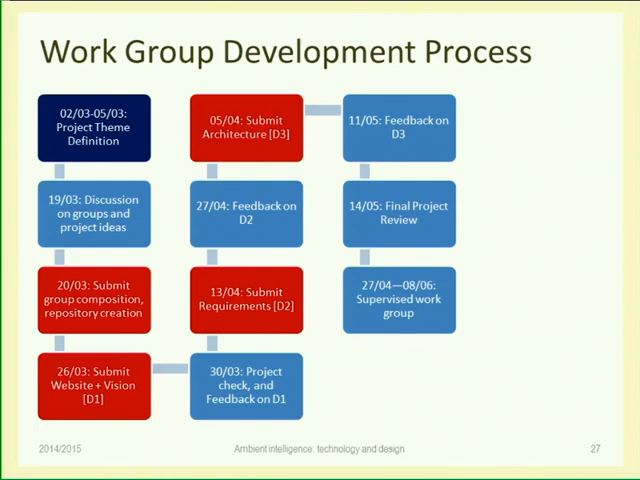 Work Group Development Process
02/03-05/03:
Project Theme
Definition
19/03: Discussion
on groups and
project ideas
20/03: Submit
group composition,
repository creation
26/03: Submit
Website + Vision
[D1]
30/03: Project
check, and
Feedback on D1
13/04: Submit
Requirements [D2]
27/04: Feedback on
D2
05/04: Submit
Architecture [D3]
11/05: Feedback on
D3
14/05: Final Project
Review
27/04—08/06:
Supervised work
group
2014/2015
Ambient intelligence: technology and design
27